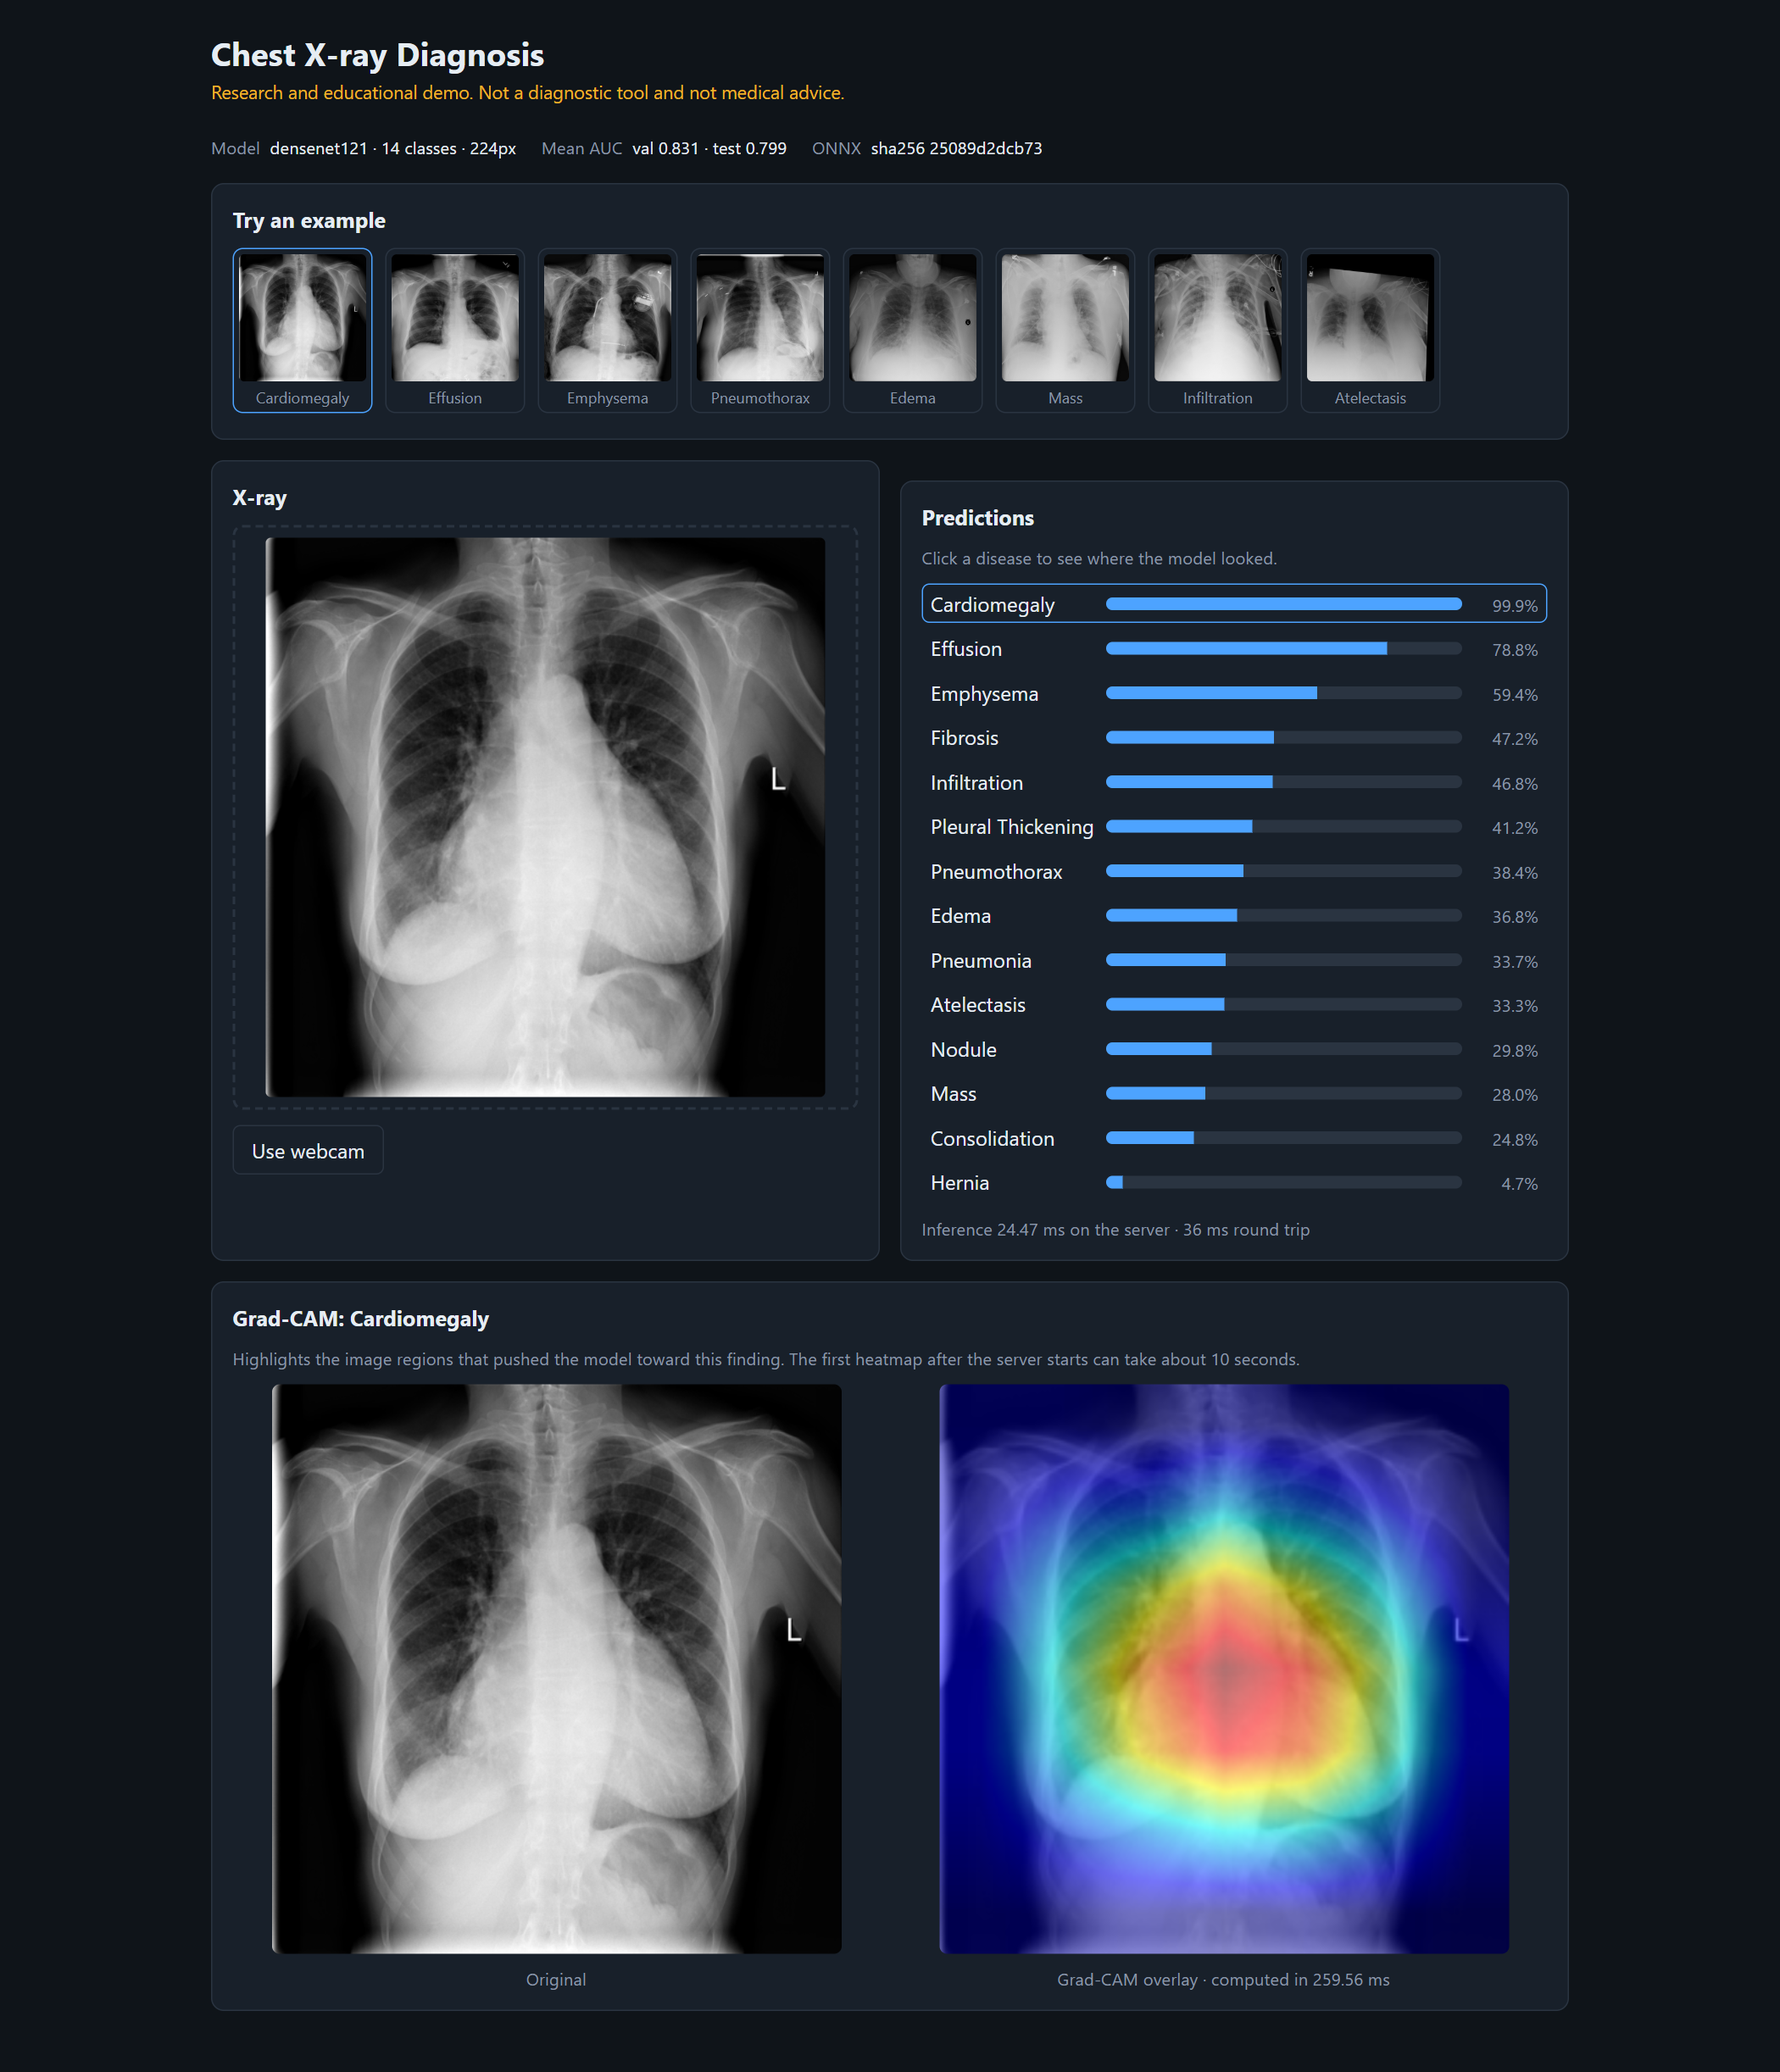 Chest X-ray Diagnosis
Research and educational demo. Not a diagnostic tool and not medical advice.
Model densenet121 · 14 classes · 224px Mean AUC val 0.831 · test 0.799 ONNX sha256 25089d2dcb73
Try an example
Cardiomegaly Effusion Emphysema Pneumothorax Edema Mass Infiltration Atelectasis
X-ray
L
Use webcam
Predictions
Click a disease to see where the model looked.
Cardiomegaly 99.9%
Effusion 78.8%
Emphysema 59.4%
Fibrosis 47.2%
Infiltration 46.8%
Pleural Thickening 41.2%
Pneumothorax 38.4%
Edema 36.8%
Pneumonia 33.7%
Atelectasis 33.3%
Nodule 29.8%
Mass 28.0%
Consolidation 24.8%
Hernia 4.7%
Inference 24.47 ms on the server · 36 ms round trip
Grad-CAM: Cardiomegaly
Highlights the image regions that pushed the model toward this finding. The first heatmap after the server starts can take about 10 seconds.
L
L
Original
Grad-CAM overlay · computed in 259.56 ms